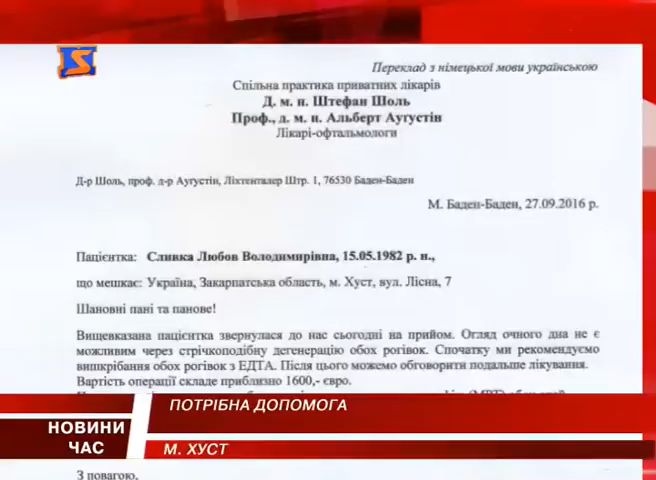 Переклад з німецької мови українською
Спільна практика приватних лікарів
Д. м. н. Штефан Шоль
Проф., д. м. н. Альберт Аугустін
Лікарі-офтальмологи
Д-р Шоль, проф. д-р Аугустін, Ліхтенталер Штр. 1, 76530 Баден-Баден
М. Баден-Баден, 27.09.2016 р.
Пацієнтка: Сливка Любов Володимирівна, 15.05.1982 р. н.,
що мешкає: Україна, Закарпатська область, м. Хуст, вул. Лісна, 7
Шановні пані та панове!
Вищевказана пацієнтка звернулася до нас сьогодні на прийом. Огляд очного дна не є
можливим через стрічкоподібну дегенерацію обох рогівок. Спочатку ми рекомендуємо
вишкрібання обох рогівок з ЕДТА. Після цього можемо обговорити подальше лікування.
Вартість операції складе приблизно 1600,- євро.
(МРТ)
ПОТРІБНА ДОПОМОГА
НОВИНИ
ЧАС
М. ХУСТ
З повагою,